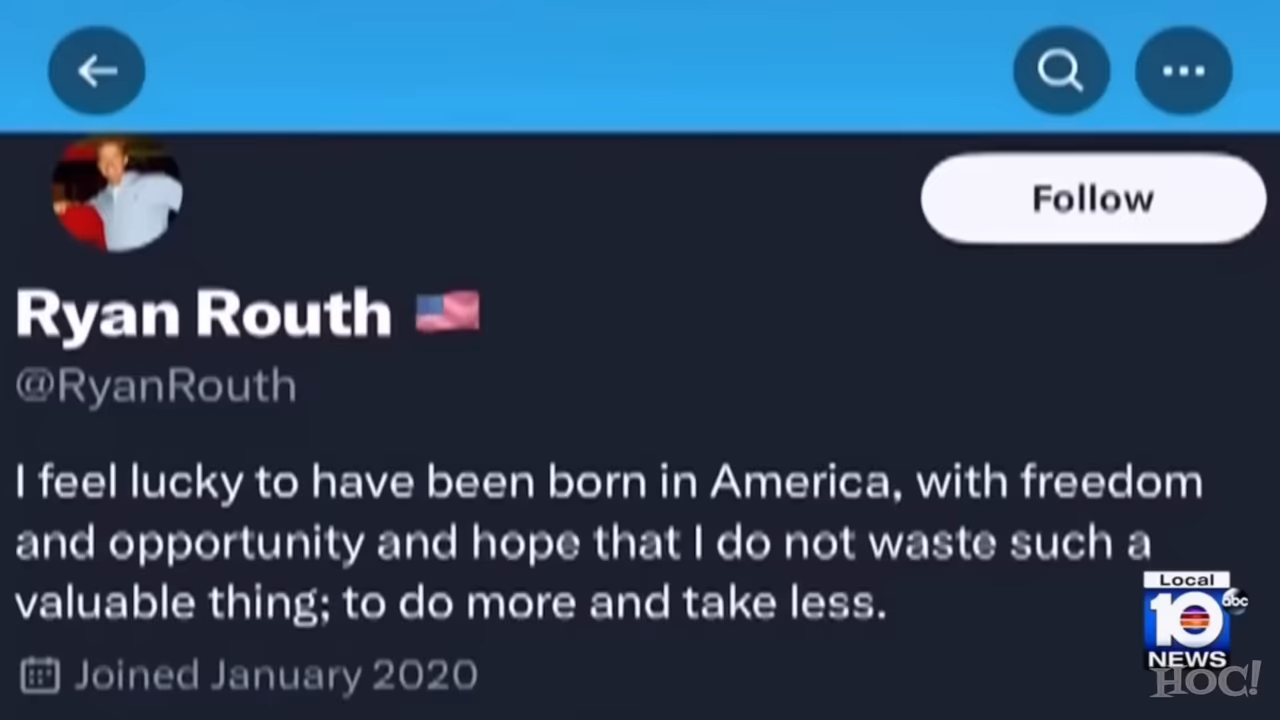 Follow
Ryan Routh
@RyanRouth
I feel lucky to have been born in America, with freedom
and opportunity and hope that I do not waste such a
valuable thing; to do more and take less.
Joined January 2020
Local
10
abc
NEWS
HOC!